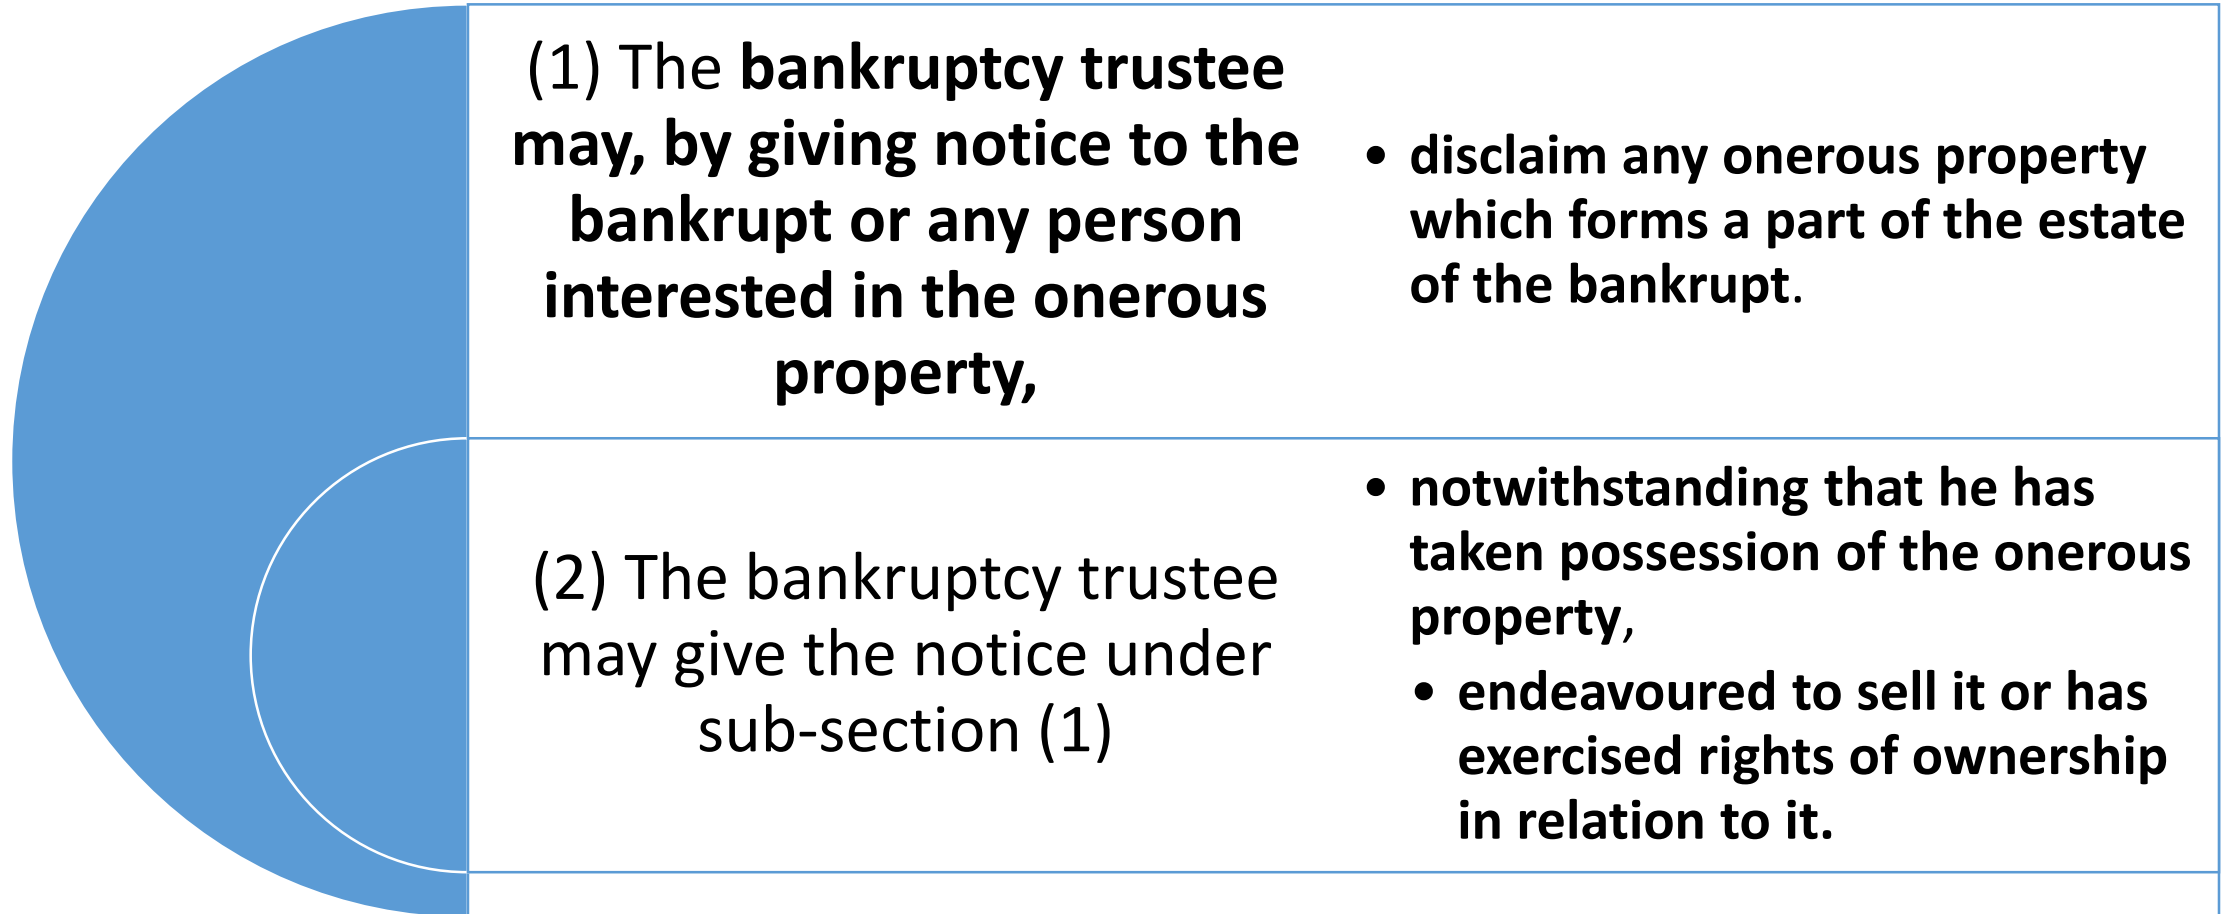 (1) The bankruptcy trustee
may, by giving notice to the
bankrupt or any person
interested in the onerous
property,
• disclaim any onerous property
which forms a part of the estate
of the bankrupt.
(2) The bankruptcy trustee
may give the notice under
sub-section (1)
• notwithstanding that he has
taken possession of the onerous
property,
• endeavoured to sell it or has
exercised rights of ownership
in relation to it.